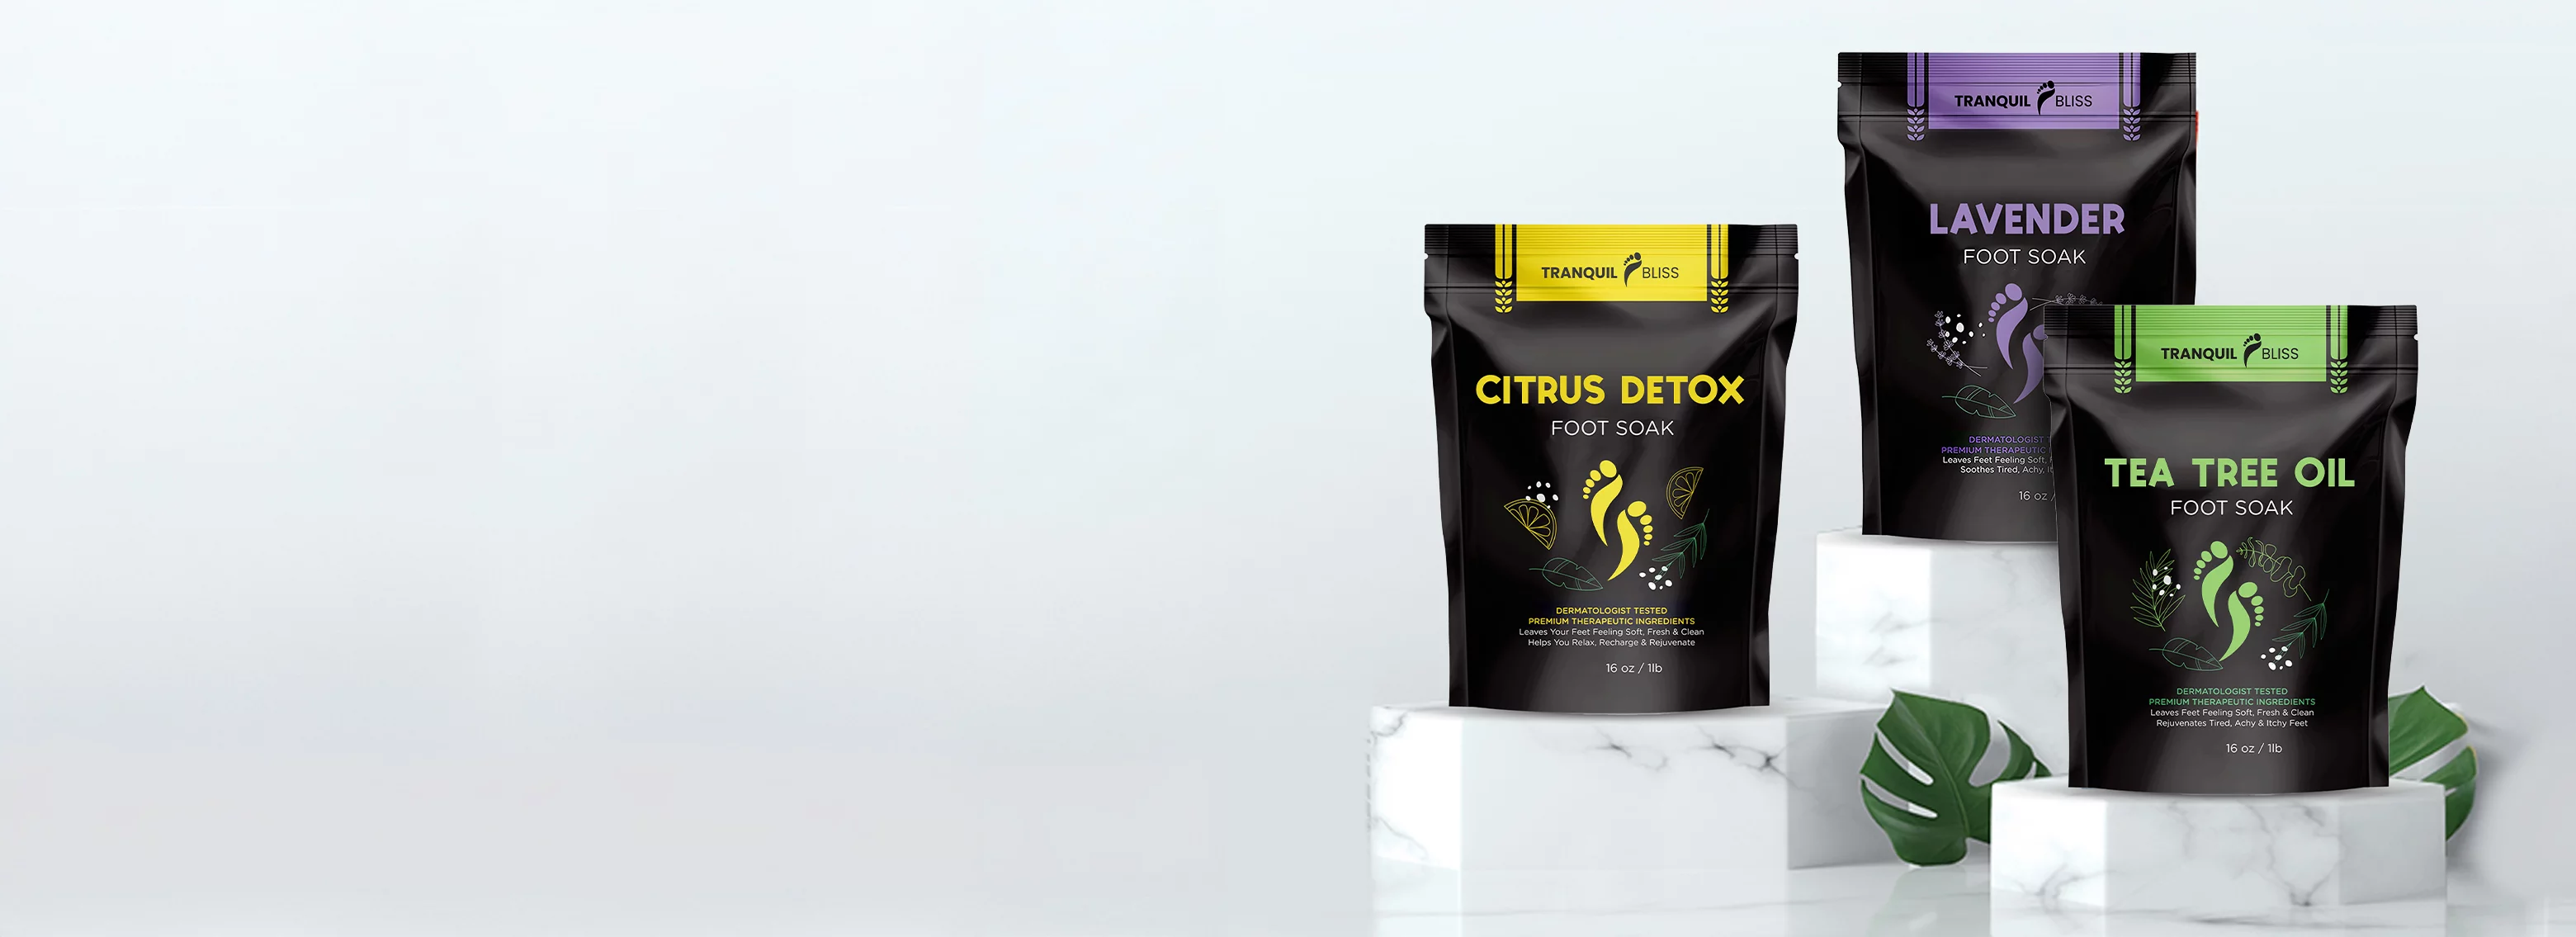 TRANQUIL BLISS
CITRUS DETOX
FOOT SOAK
DERMATOLOGIST TESTED
PREMIUM THERAPEUTIC INGREDIENTS
Leaves Your Feet Feeling Soft, Fresh & Clean
Helps You Relax, Recharge & Rejuvenate
16 oz / 1lb
TRANQUIL BLISS
LAVENDER
FOOT SOAK
DERMATOLOGIST
PREMIUM THERAPEUTIC
Leaves Feet Feeling Soft,
Soothes Tired, Achy,
16 oz /
TRANQUIL BLISS
TEA TREE OIL
FOOT SOAK
DERMATOLOGIST TESTED
PREMIUM THERAPEUTIC INGREDIENTS
Leaves Feet Feeling Soft, Fresh & Clean
Rejuvenates Tired, Achy & Itchy Feet
16 oz / 1lb